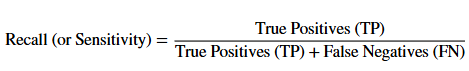 Recall (or Sensitivity) = True Positives (TP) / True Positives (TP) + False Negatives (FN)